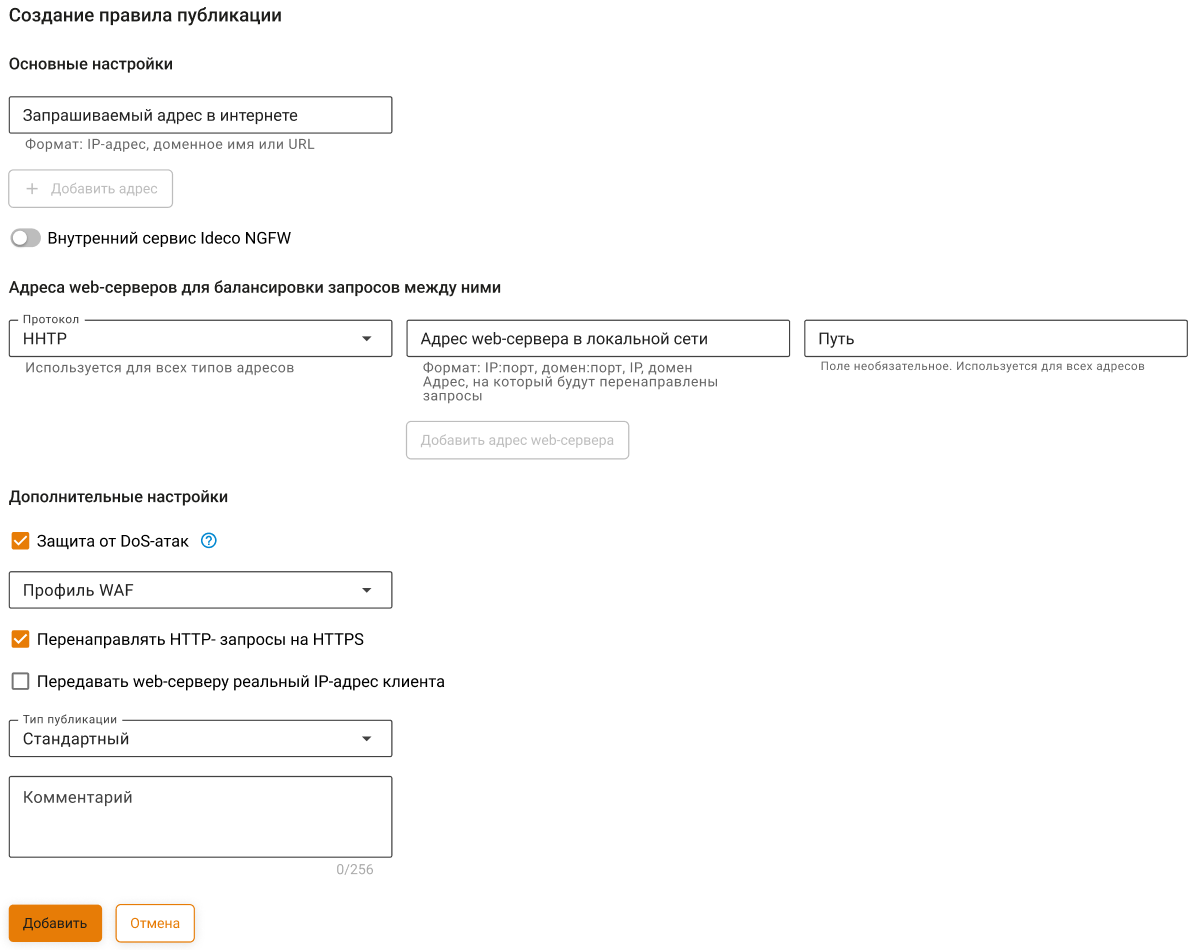 Создание правила публикации
Основные настройки
Запрашиваемый адрес в интернете
Формат: IP-адрес, доменное имя или URL
+ Добавить адрес
Внутренний сервис Ideco NGFW
Адреса web-серверов для балансировки запросов между ними
Протокол
HHTP
Используется для всех типов адресов
Адрес web-сервера в локальной сети
Формат: IP:порт, домен:порт, IP, домен
Адрес, на который будут перенаправлены
запросы
Добавить адрес web-сервера
Путь
Поле необязательное. Используется для всех адресов
Дополнительные настройки
Защита от DoS-атак ?
Профиль WAF
Перенаправлять HTTP- запросы на HTTPS
Передавать web-серверу реальный IP-адрес клиента
Тип публикации
Стандартный
Комментарий
0/256
Добавить
Отмена